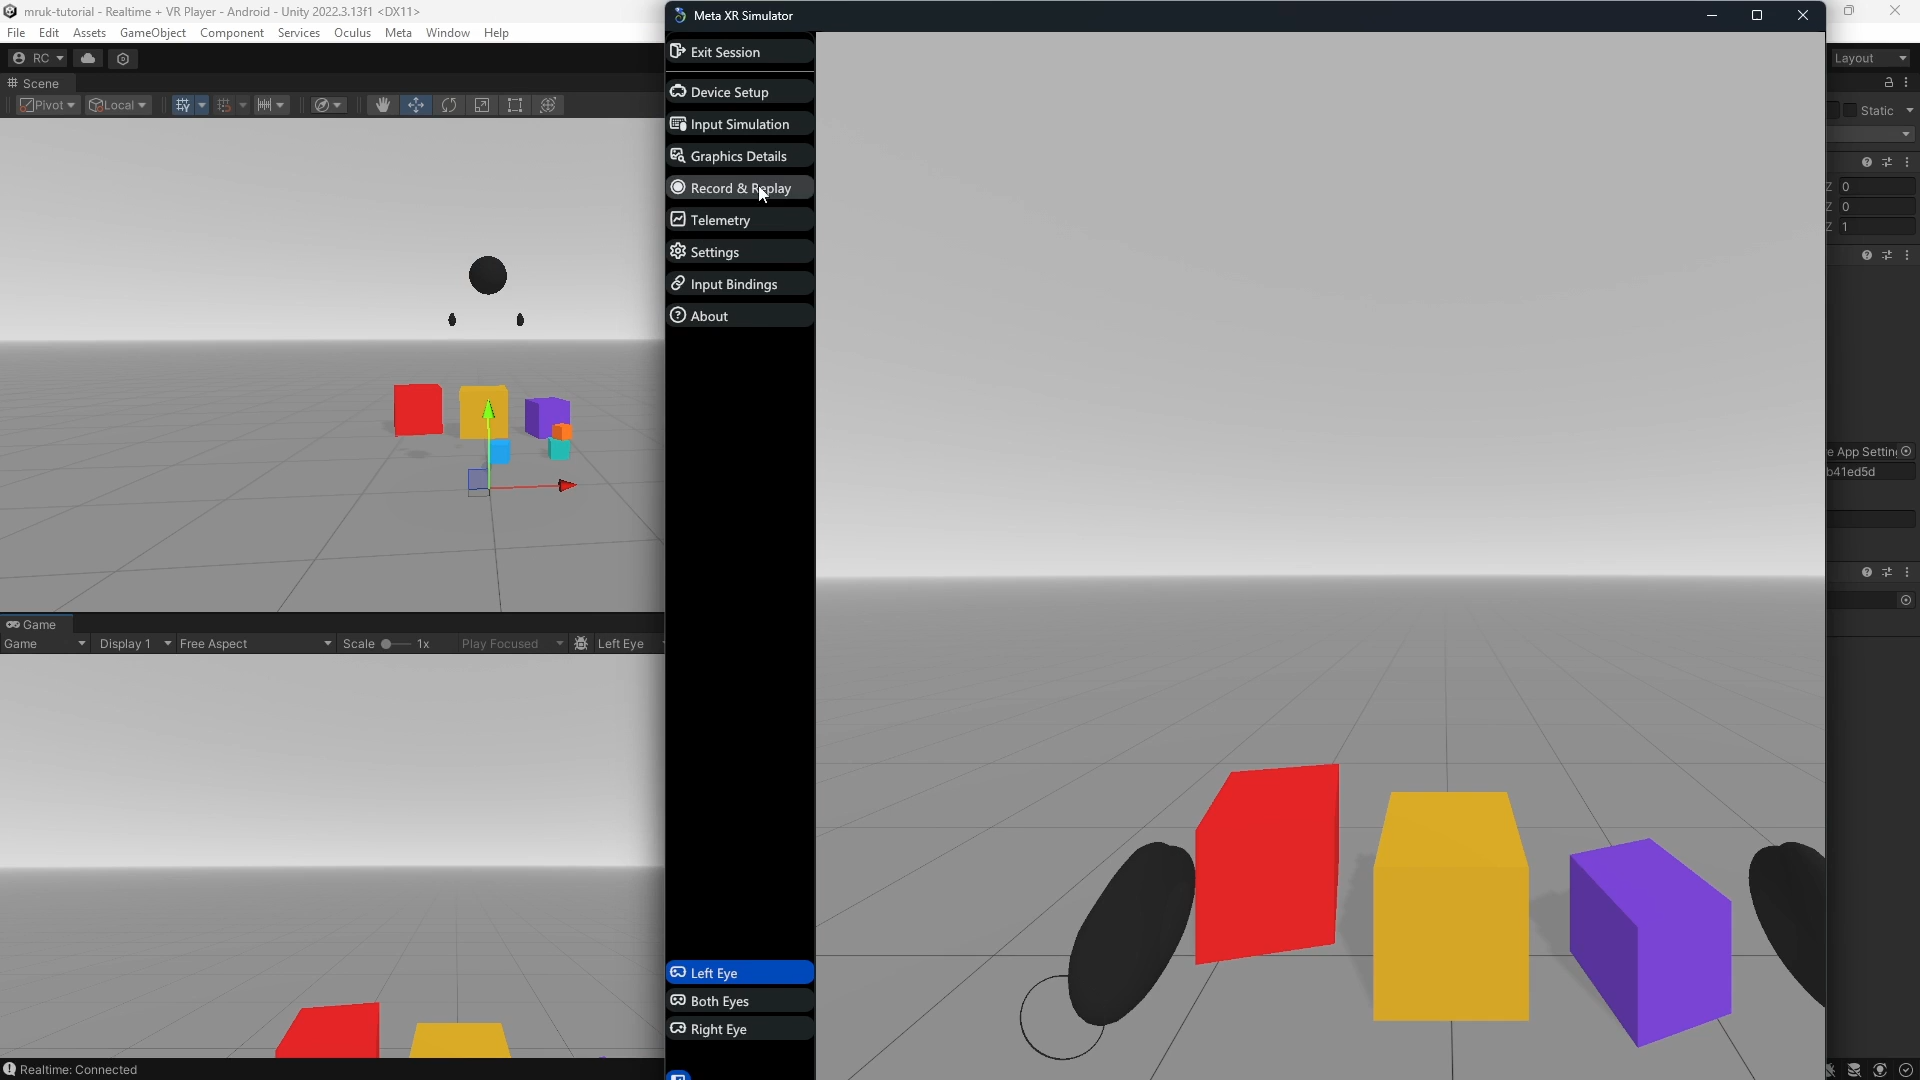 mruk-tutorial - Realtime + VR Player - Android - Unity 2022.3.13f1 <DX11>
File Edit Assets GameObject Component Services Oculus Meta Window Help
RC
Scene
Pivot Local
Game
Game Display 1 Free Aspect Scale 1x Play Focused Left Eye
Realtime: Connected
Meta XR Simulator
Exit Session
Device Setup
Input Simulation
Graphics Details
Record & Replay
Telemetry
Settings
Input Bindings
About
Left Eye
Both Eyes
Right Eye
Layout
Static
Z 0
Z 0
Z 1
e App Settin
b41ed5d